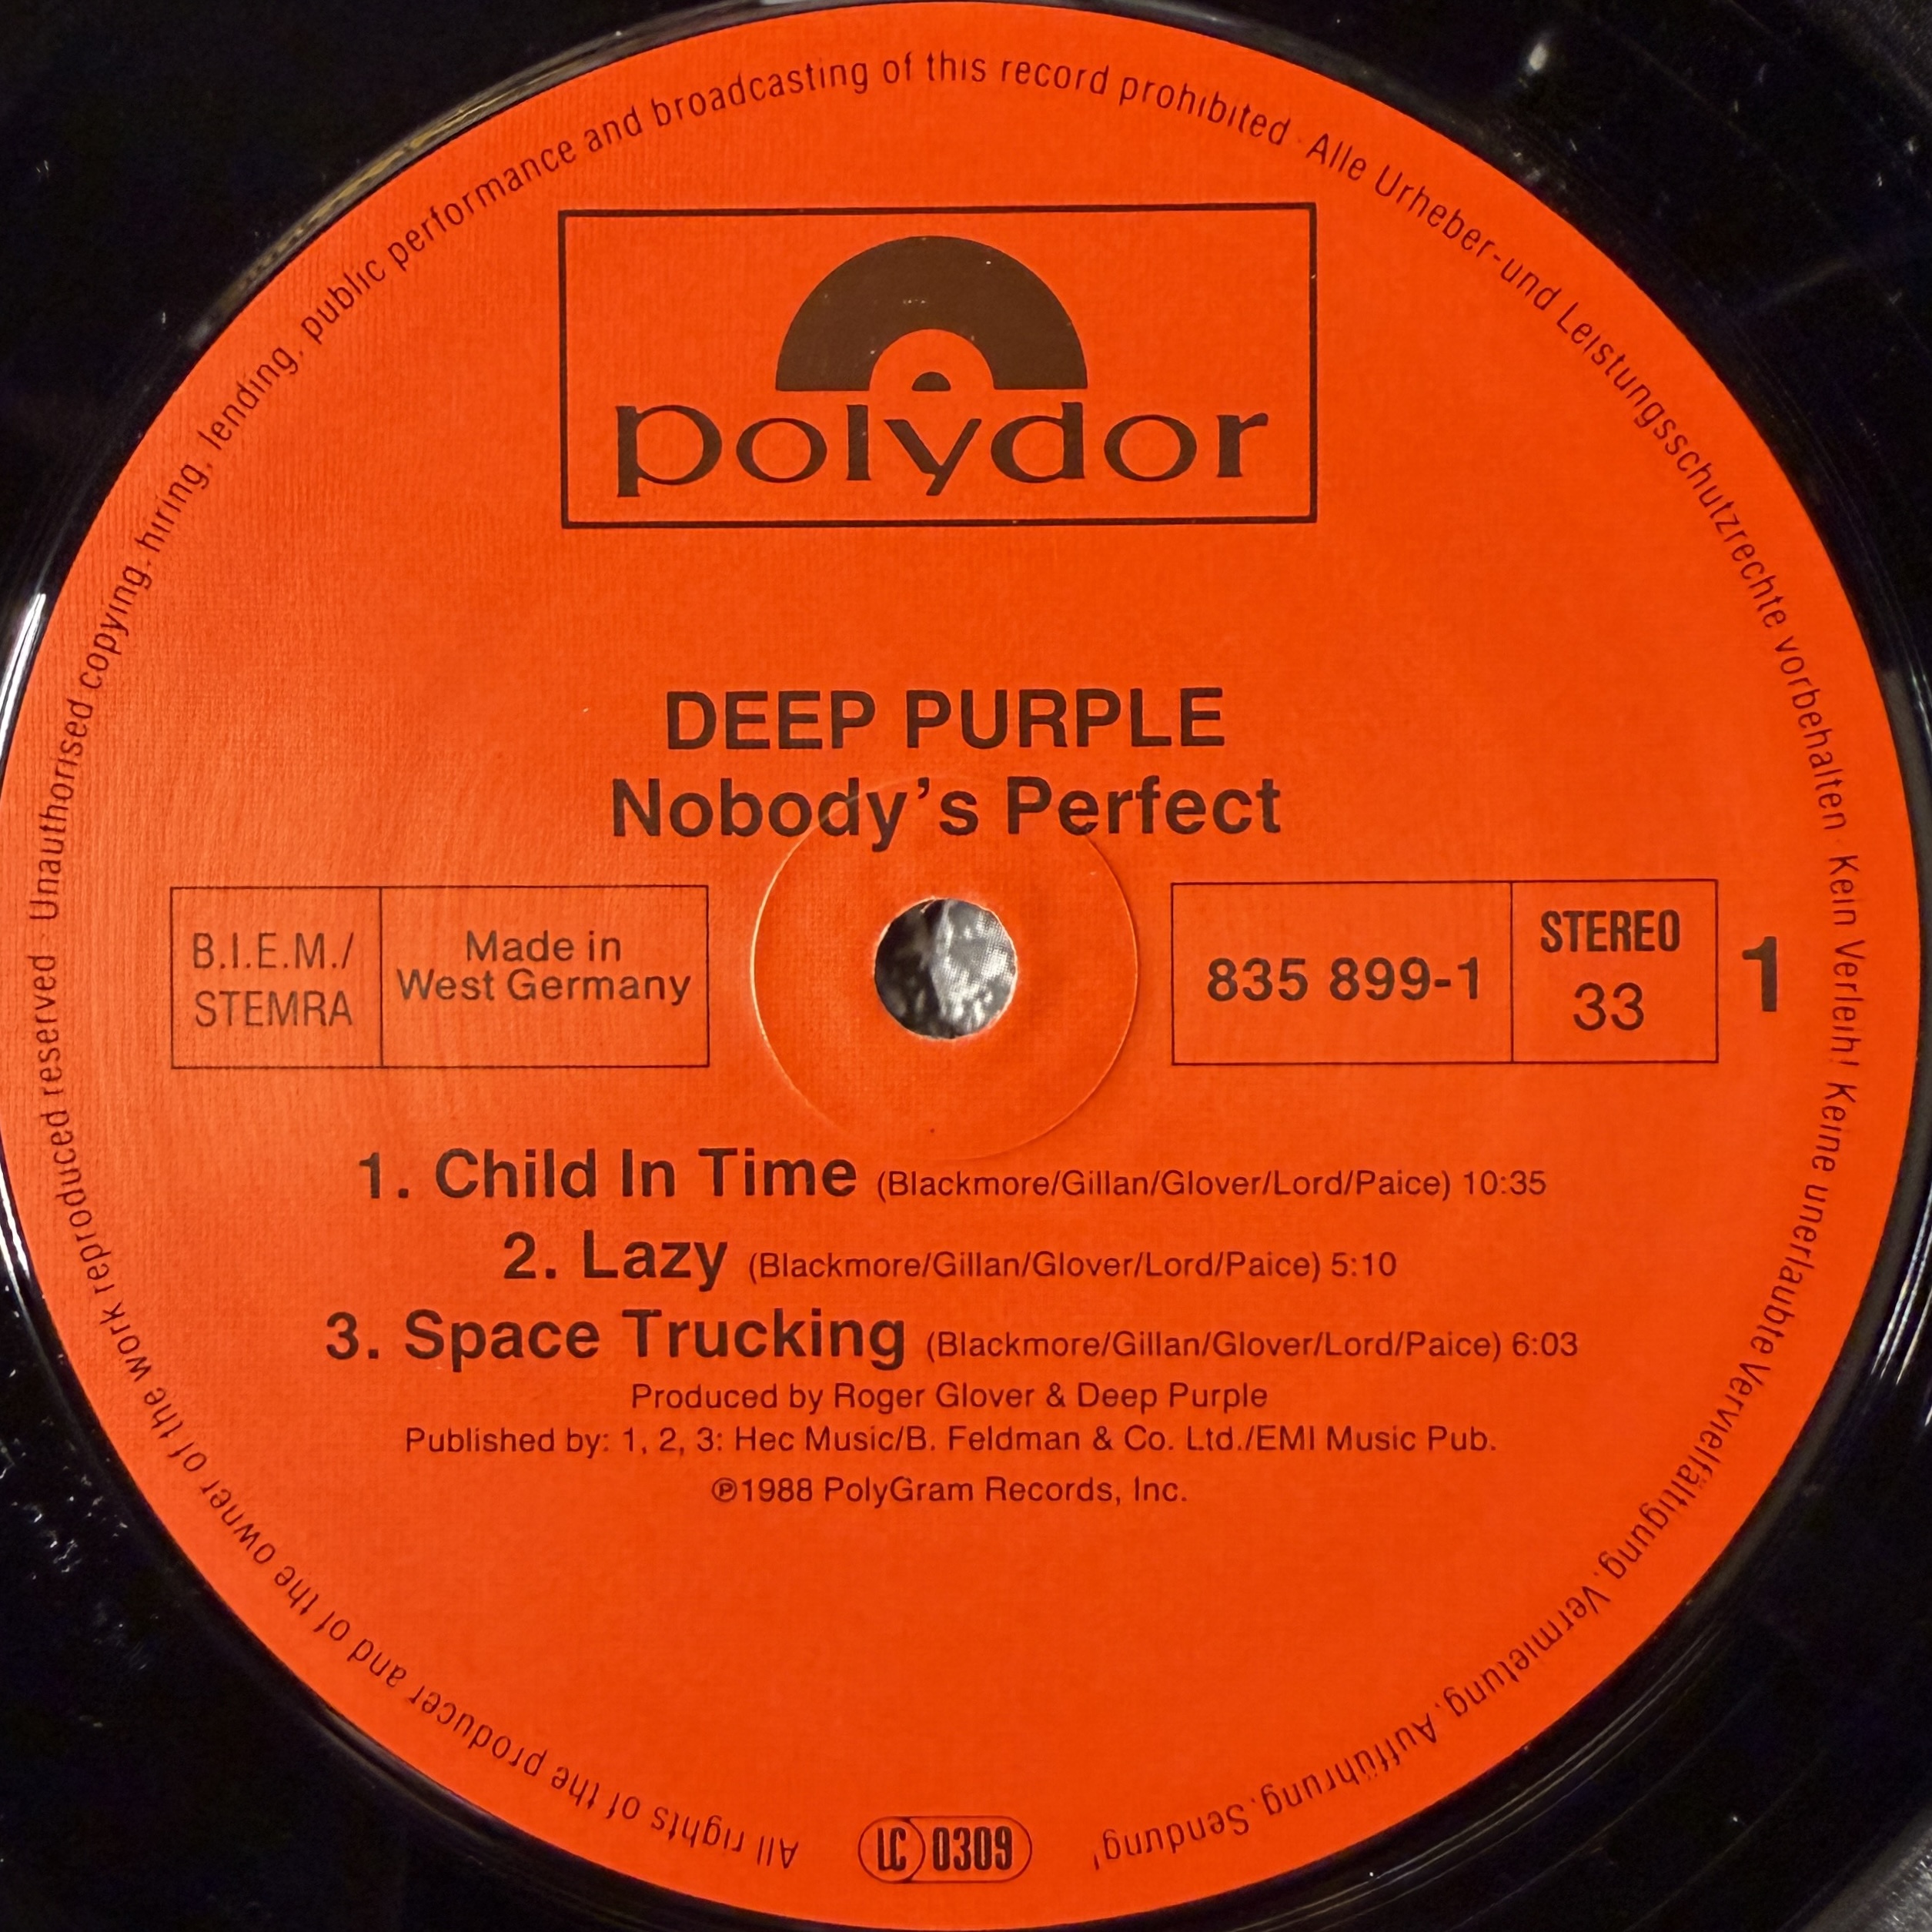 polydor
DEEP PURPLE
Nobody's Perfect
B.I.E.M./
STEMRA
Made in
West Germany
835 899-1
STEREO
33
1
1. Child In Time (Blackmore/Gillan/Glover/Lord/Paice) 10:35
2. Lazy (Blackmore/Gillan/Glover/Lord/Paice) 5:10
3. Space Trucking (Blackmore/Gillan/Glover/Lord/Paice) 6:03
Produced by Roger Glover & Deep Purple
Published by: 1, 2, 3: Hec Music/B. Feldman & Co. Ltd./EMI Music Pub.
℗1988 PolyGram Records, Inc.
LC 0309
All rights of the producer and of the owner of the work reproduced reserved · Unauthorised copying, hiring, lending, public performance and broadcasting of this record prohibited · Alle Urheber-und Leistungsschutzrechte vorbehalten · Kein Verleih! Keine unerlaubte Vervielfältigung, Vermietung, Aufführung, Sendung!